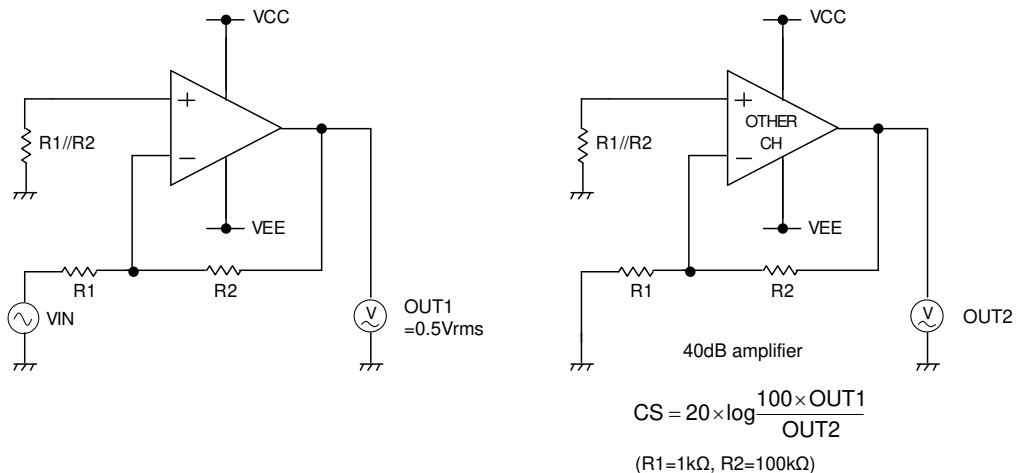 VCC
+
R1//R2
−
VEE
R1
R2
VIN
V
OUT1
=0.5Vrms
VCC
+
OTHER
CH
R1//R2
−
VEE
R1
R2
V
OUT2
40dB amplifier
CS = 20×log 100×OUT1 / OUT2
(R1=1kΩ, R2=100kΩ)